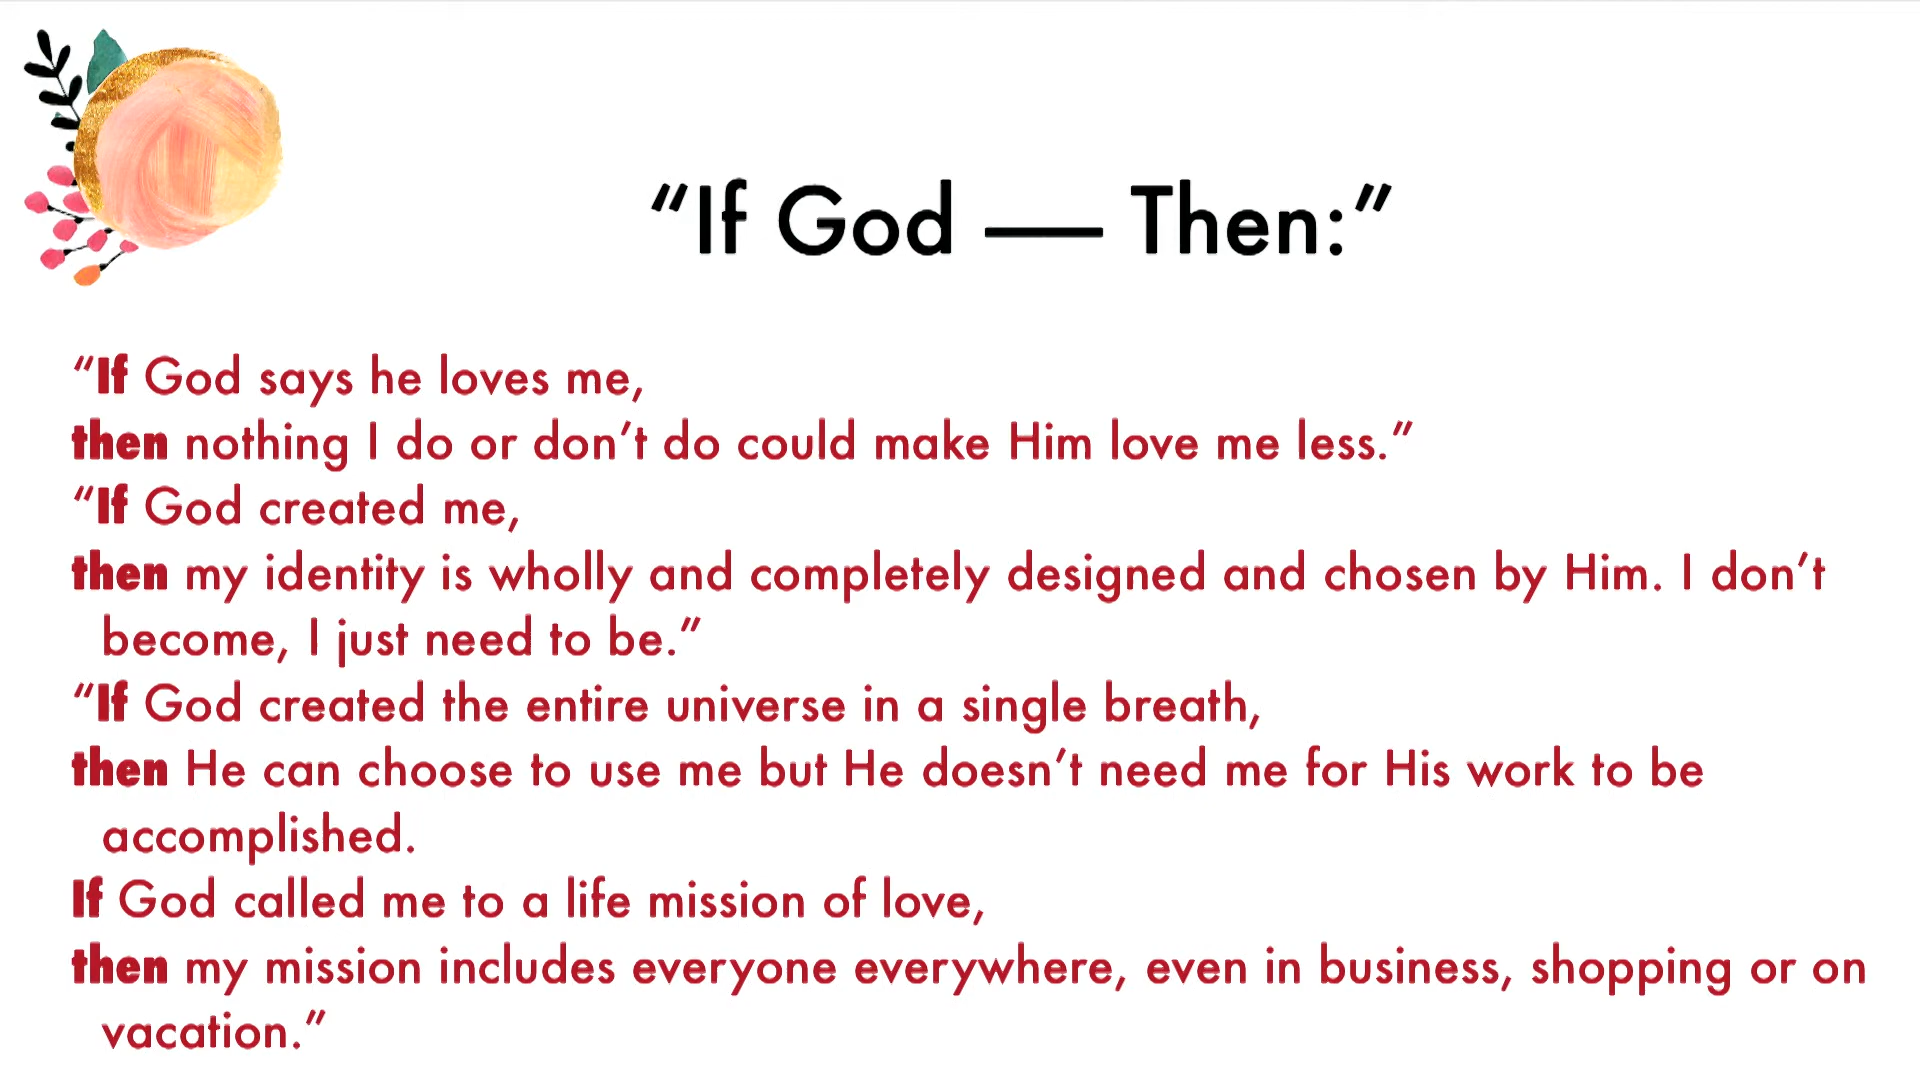 “If God — Then:”
“If God says he loves me,
then nothing I do or don’t do could make Him love me less.”
“If God created me,
then my identity is wholly and completely designed and chosen by Him. I don’t
become, I just need to be.”
“If God created the entire universe in a single breath,
then He can choose to use me but He doesn’t need me for His work to be
accomplished.
If God called me to a life mission of love,
then my mission includes everyone everywhere, even in business, shopping or on
vacation.”